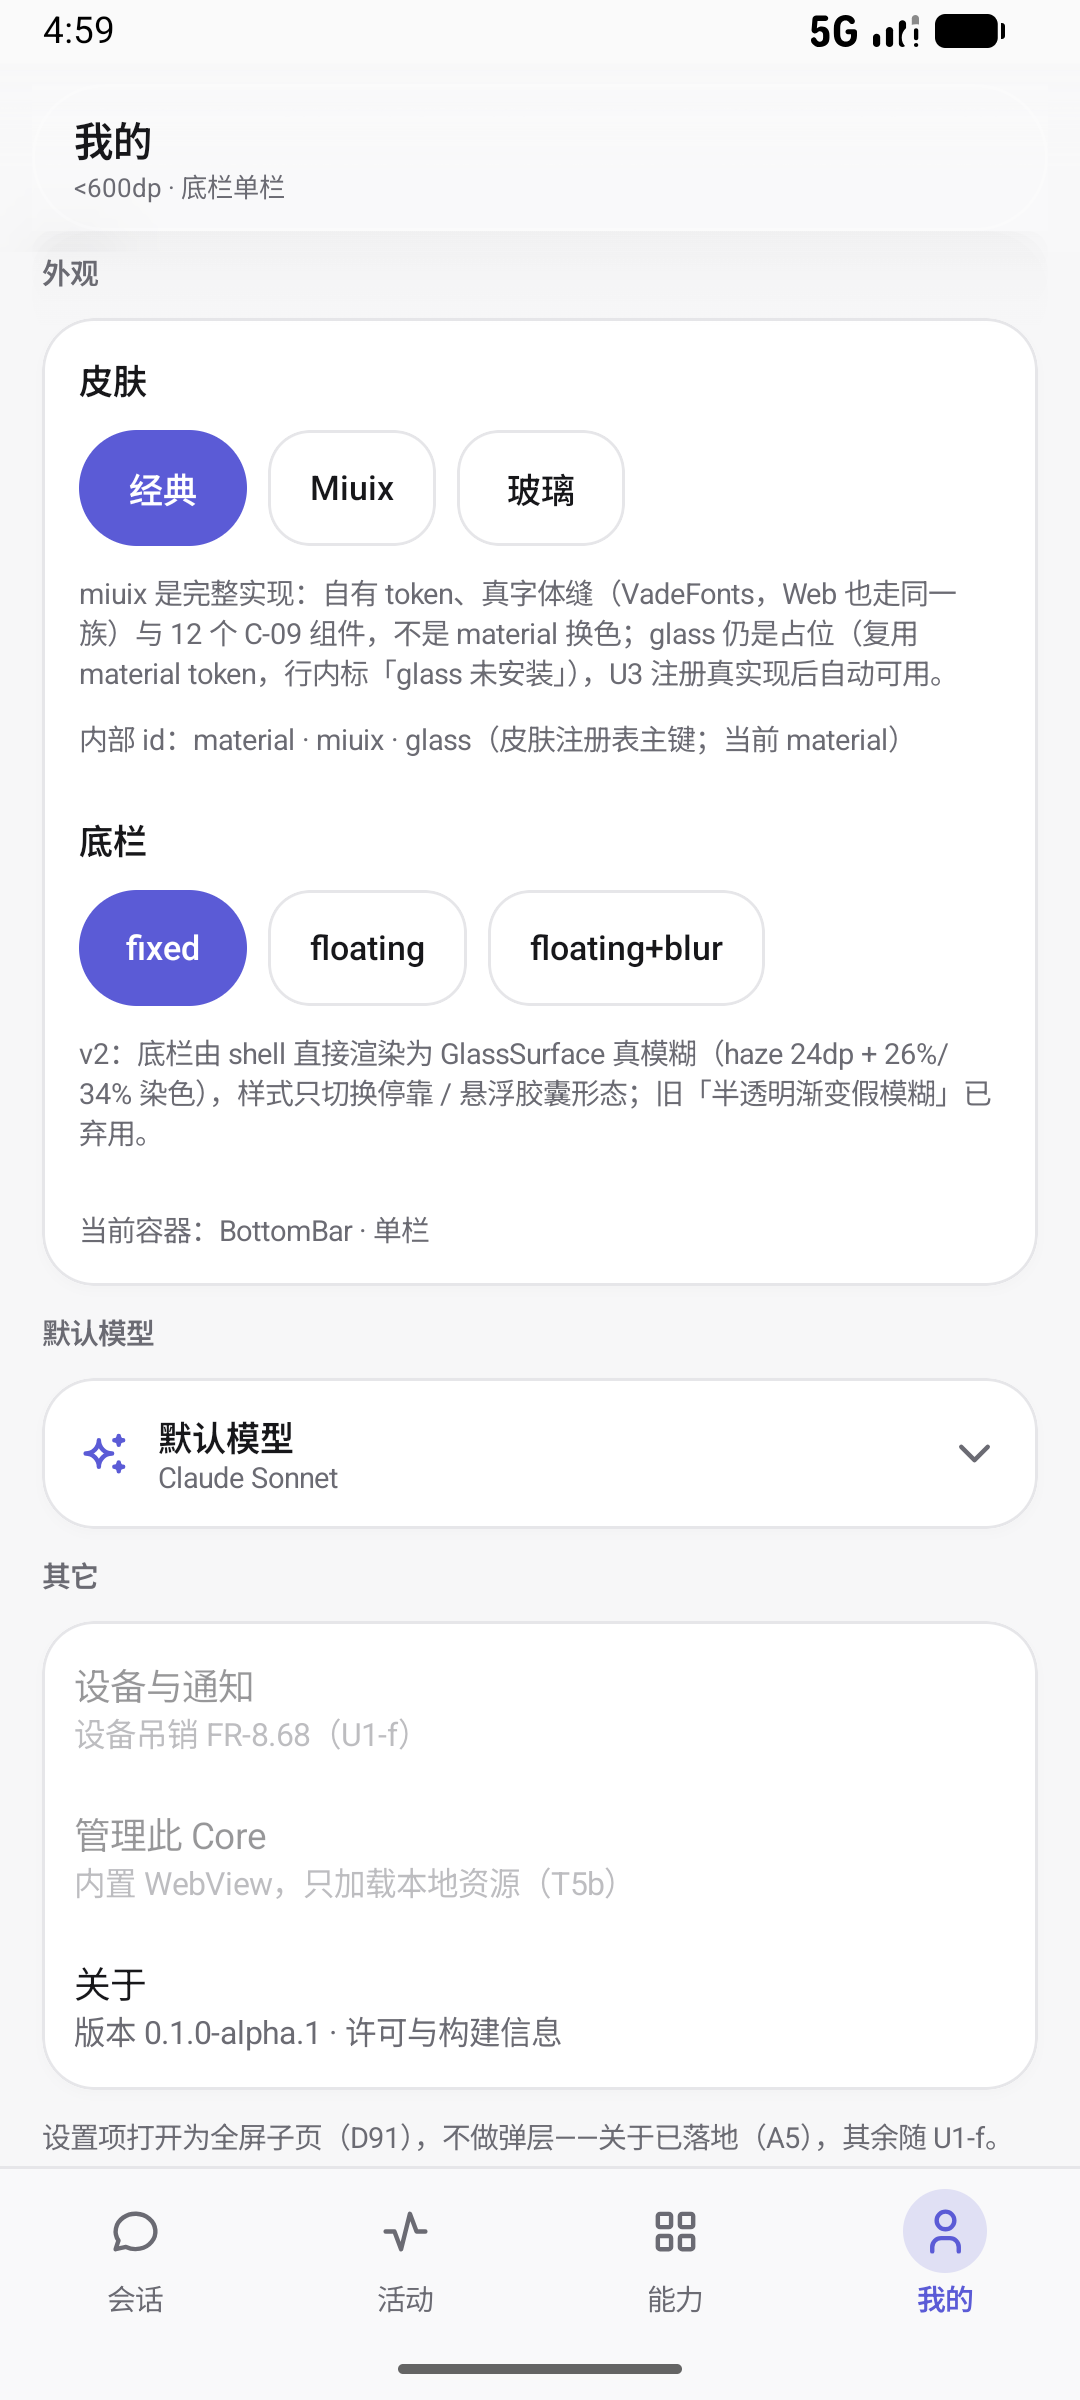 4:59
5G
我的
<600dp · 底栏单栏
外观
皮肤
经典
Miuix
玻璃
miuix 是完整实现：自有 token、真字体缝（VadeFonts，Web 也走同一
族）与 12 个 C-09 组件，不是 material 换色；glass 仍是占位（复用
material token，行内标「glass 未安装」），U3 注册真实现后自动可用。
内部 id：material · miuix · glass（皮肤注册表主键；当前 material）
底栏
fixed
floating
floating+blur
v2：底栏由 shell 直接渲染为 GlassSurface 真模糊（haze 24dp + 26%/
34% 染色），样式只切换停靠 / 悬浮胶囊形态；旧「半透明渐变假模糊」已
弃用。
当前容器：BottomBar · 单栏
默认模型
默认模型
Claude Sonnet
其它
设备与通知
设备吊销 FR-8.68（U1-f）
管理此 Core
内置 WebView，只加载本地资源（T5b）
关于
版本 0.1.0-alpha.1 · 许可与构建信息
设置项打开为全屏子页（D91），不做弹层——关于已落地（A5），其余随 U1-f。
会话
活动
能力
我的